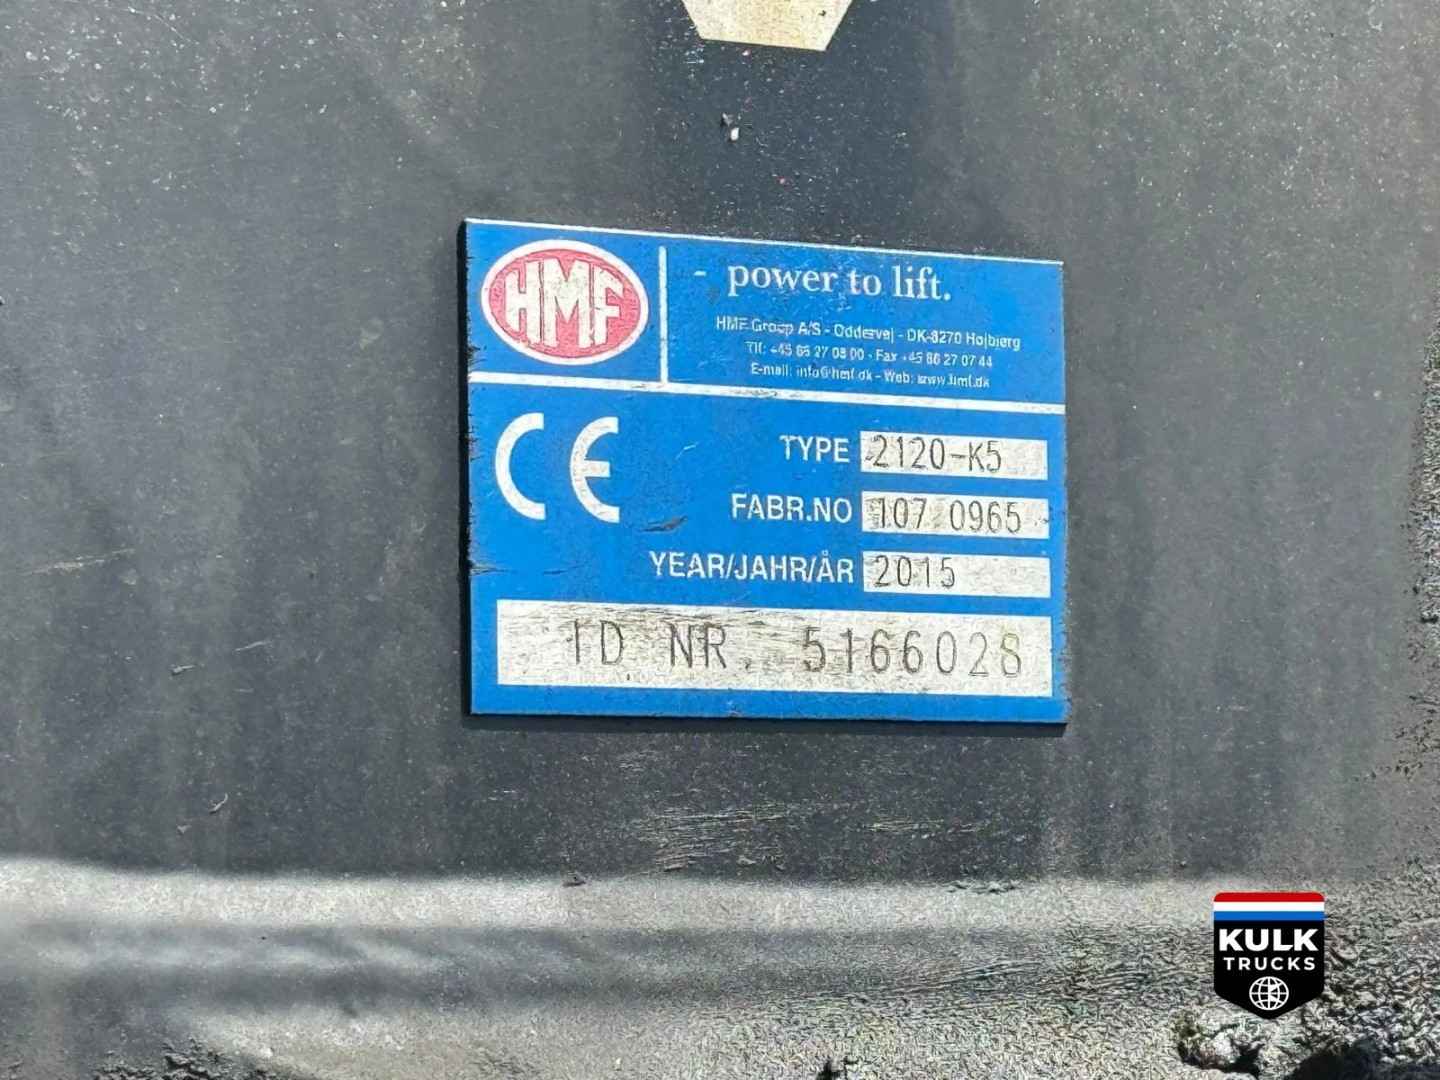 HMF
- power to lift.
HMF Group A/S - Oddervej - DK-8270 Højbjerg
Tlf: +45 86 27 08 00 - Fax +45 86 27 07 44
E-mail: info@hmf.dk - Web: www.hmf.dk
CE
TYPE 2120-K5
FABR.NO 107 0965
YEAR/JAHR/ÅR 2015
ID NR. 5166028
KULK
TRUCKS